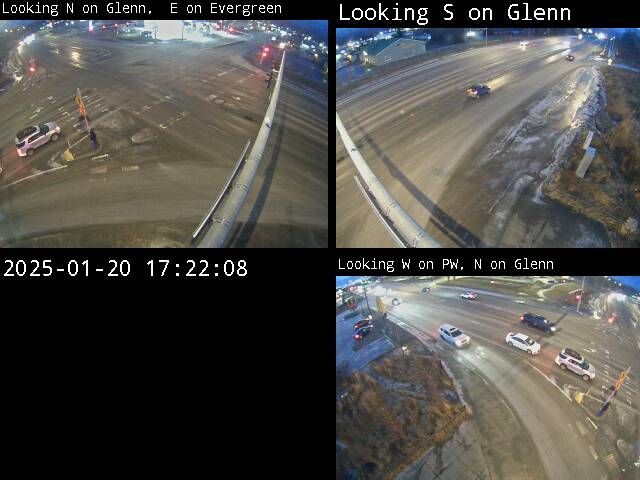 Looking N on Glenn,  E on Evergreen
Looking S on Glenn
2025-01-20 17:22:08
Looking W on PW, N on Glenn